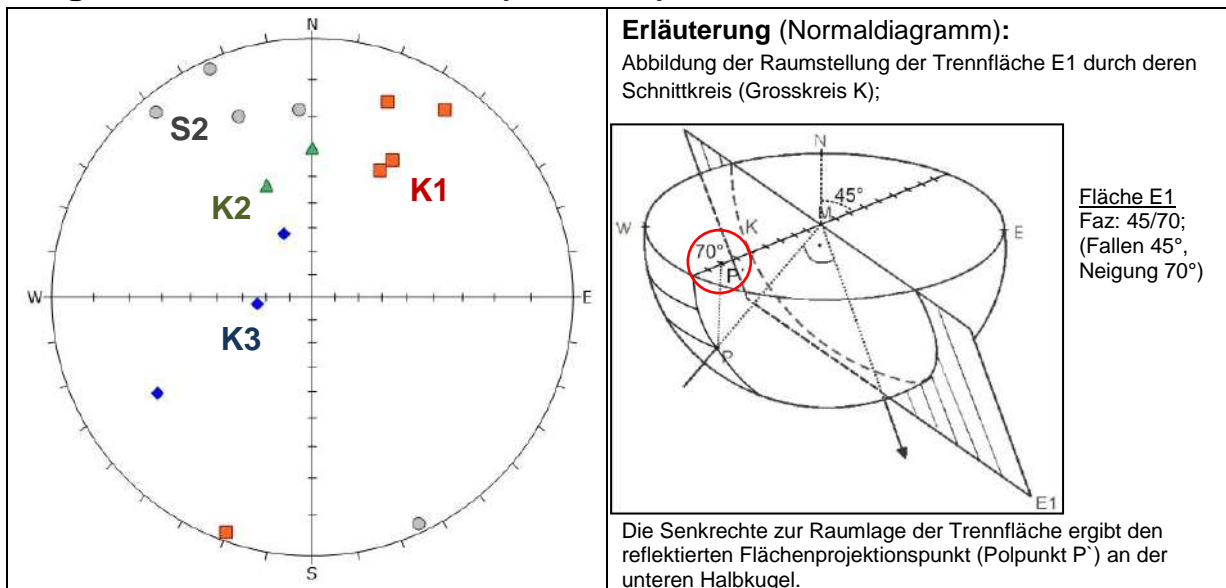 N
S2
K1
K2
W
E
K3
S
Erläuterung (Normaldiagramm):
Abbildung der Raumstellung der Trennfläche E1 durch deren
Schnittkreis (Grosskreis K);
N
45°
M
W
E
K
70°
P'
P
E1
Fläche E1
Faz: 45/70;
(Fallen 45°,
Neigung 70°)
Die Senkrechte zur Raumlage der Trennfläche ergibt den
reflektierten Flächenprojektionspunkt (Polpunkt P`) an der
unteren Halbkugel.